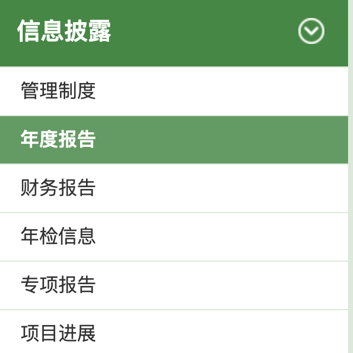 信息披露
管理制度
年度报告
财务报告
年检信息
专项报告
项目进展